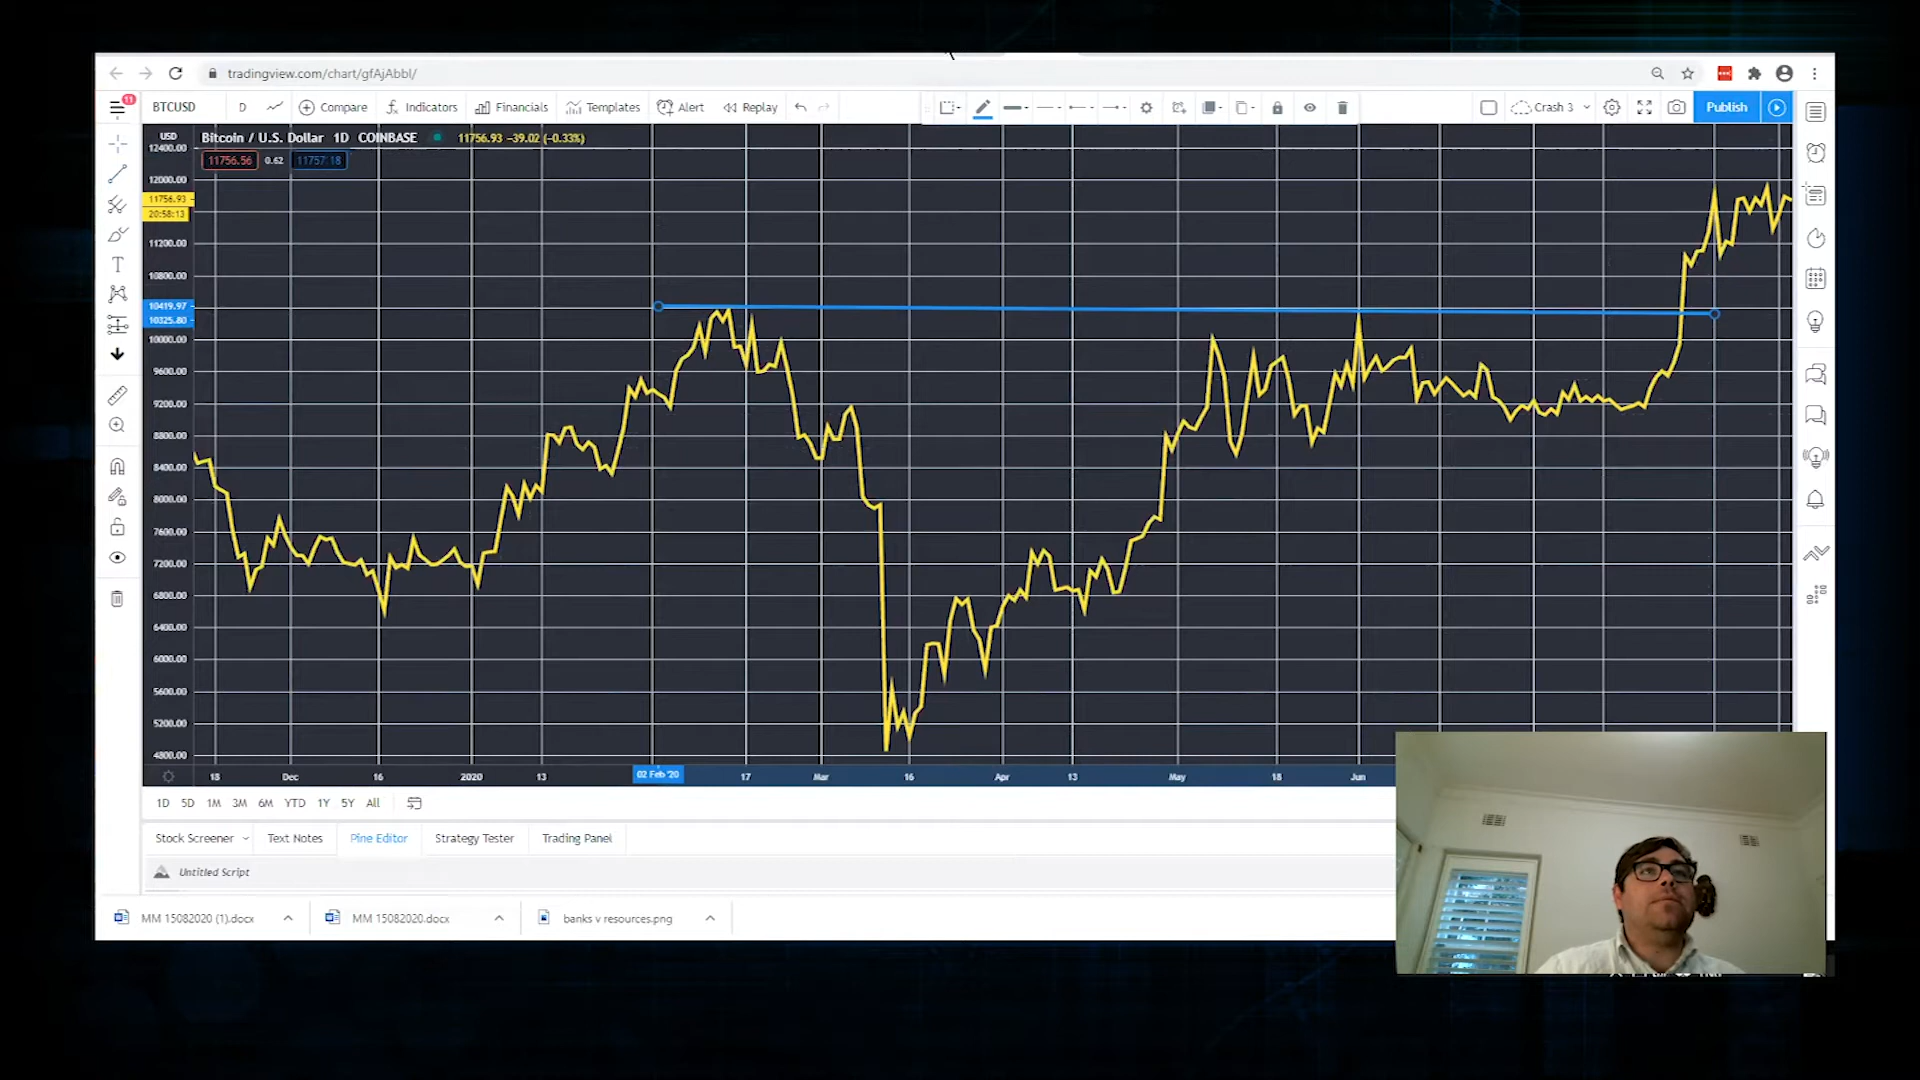 tradingview.com/chart/gfAjAbbl/
11
BTCUSD D Compare Indicators Financials Templates Alert Replay Crash 3 Publish
USD Bitcoin / U.S. Dollar 1D COINBASE 11756.93 −39.02 (−0.33%)
12400.00
11756.56 0.62 11757.18
12000.00
11756.93
20:58:13
11200.00
10800.00
10419.97
10325.80
10000.00
9600.00
9200.00
8800.00
8400.00
8000.00
7600.00
7200.00
6800.00
6400.00
6000.00
5600.00
5200.00
4800.00
18 Dec 16 2020 13 02 Feb '20 17 Mar 16 Apr 13 May 18 Jun
1D 5D 1M 3M 6M YTD 1Y 5Y All
Stock Screener Text Notes Pine Editor Strategy Tester Trading Panel
Untitled Script
MM 15082020 (1).docx MM 15082020.docx banks v resources.png